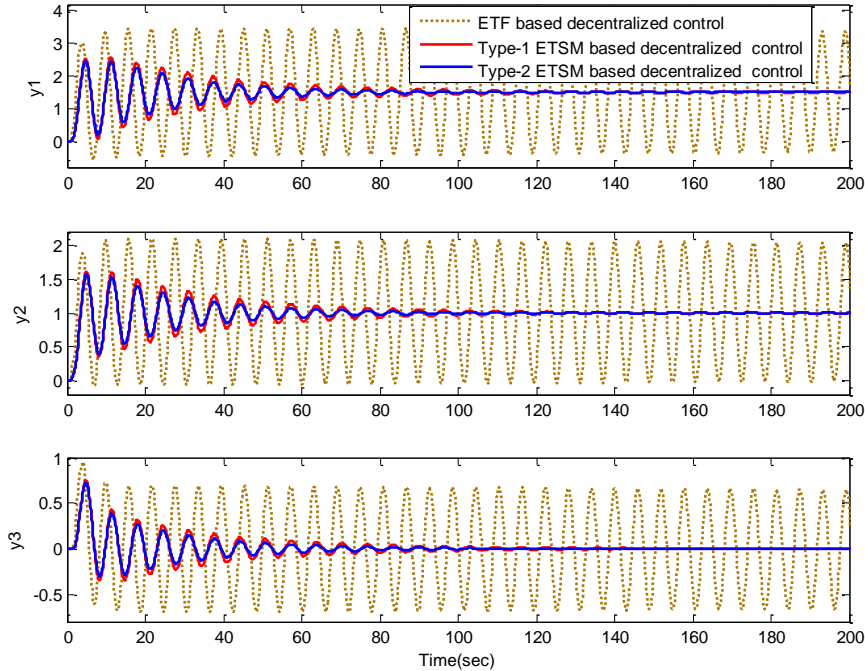 ETF based decentralized control
Type-1 ETSM based decentralized control
Type-2 ETSM based decentralized control
4
3
2
1
0
y1
0 20 40 60 80 100 120 140 160 180 200
2
1.5
1
0.5
0
y2
0 20 40 60 80 100 120 140 160 180 200
1
0.5
0
-0.5
y3
0 20 40 60 80 100 120 140 160 180 200
Time(sec)